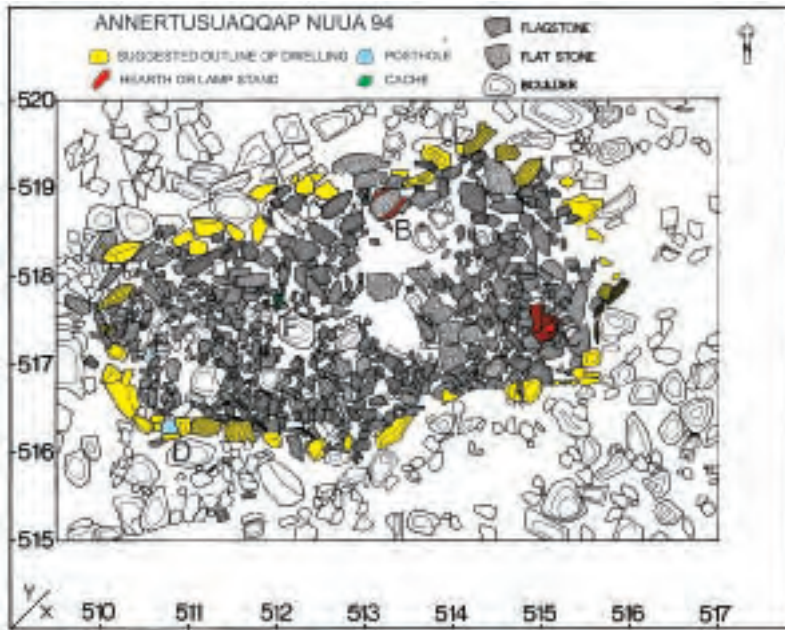 ANNERTUSUAQQAP NUUA 94
SUGGESTED OUTLINE OF DWELLING
POSTHOLE
HEARTH OR LAMP STAND
CACHE
FLAGSTONE
FLAT STONE
BOULDER
N
520
519
518
517
516
515
B
F
E
D
Y/X
510 511 512 513 514 515 516 517